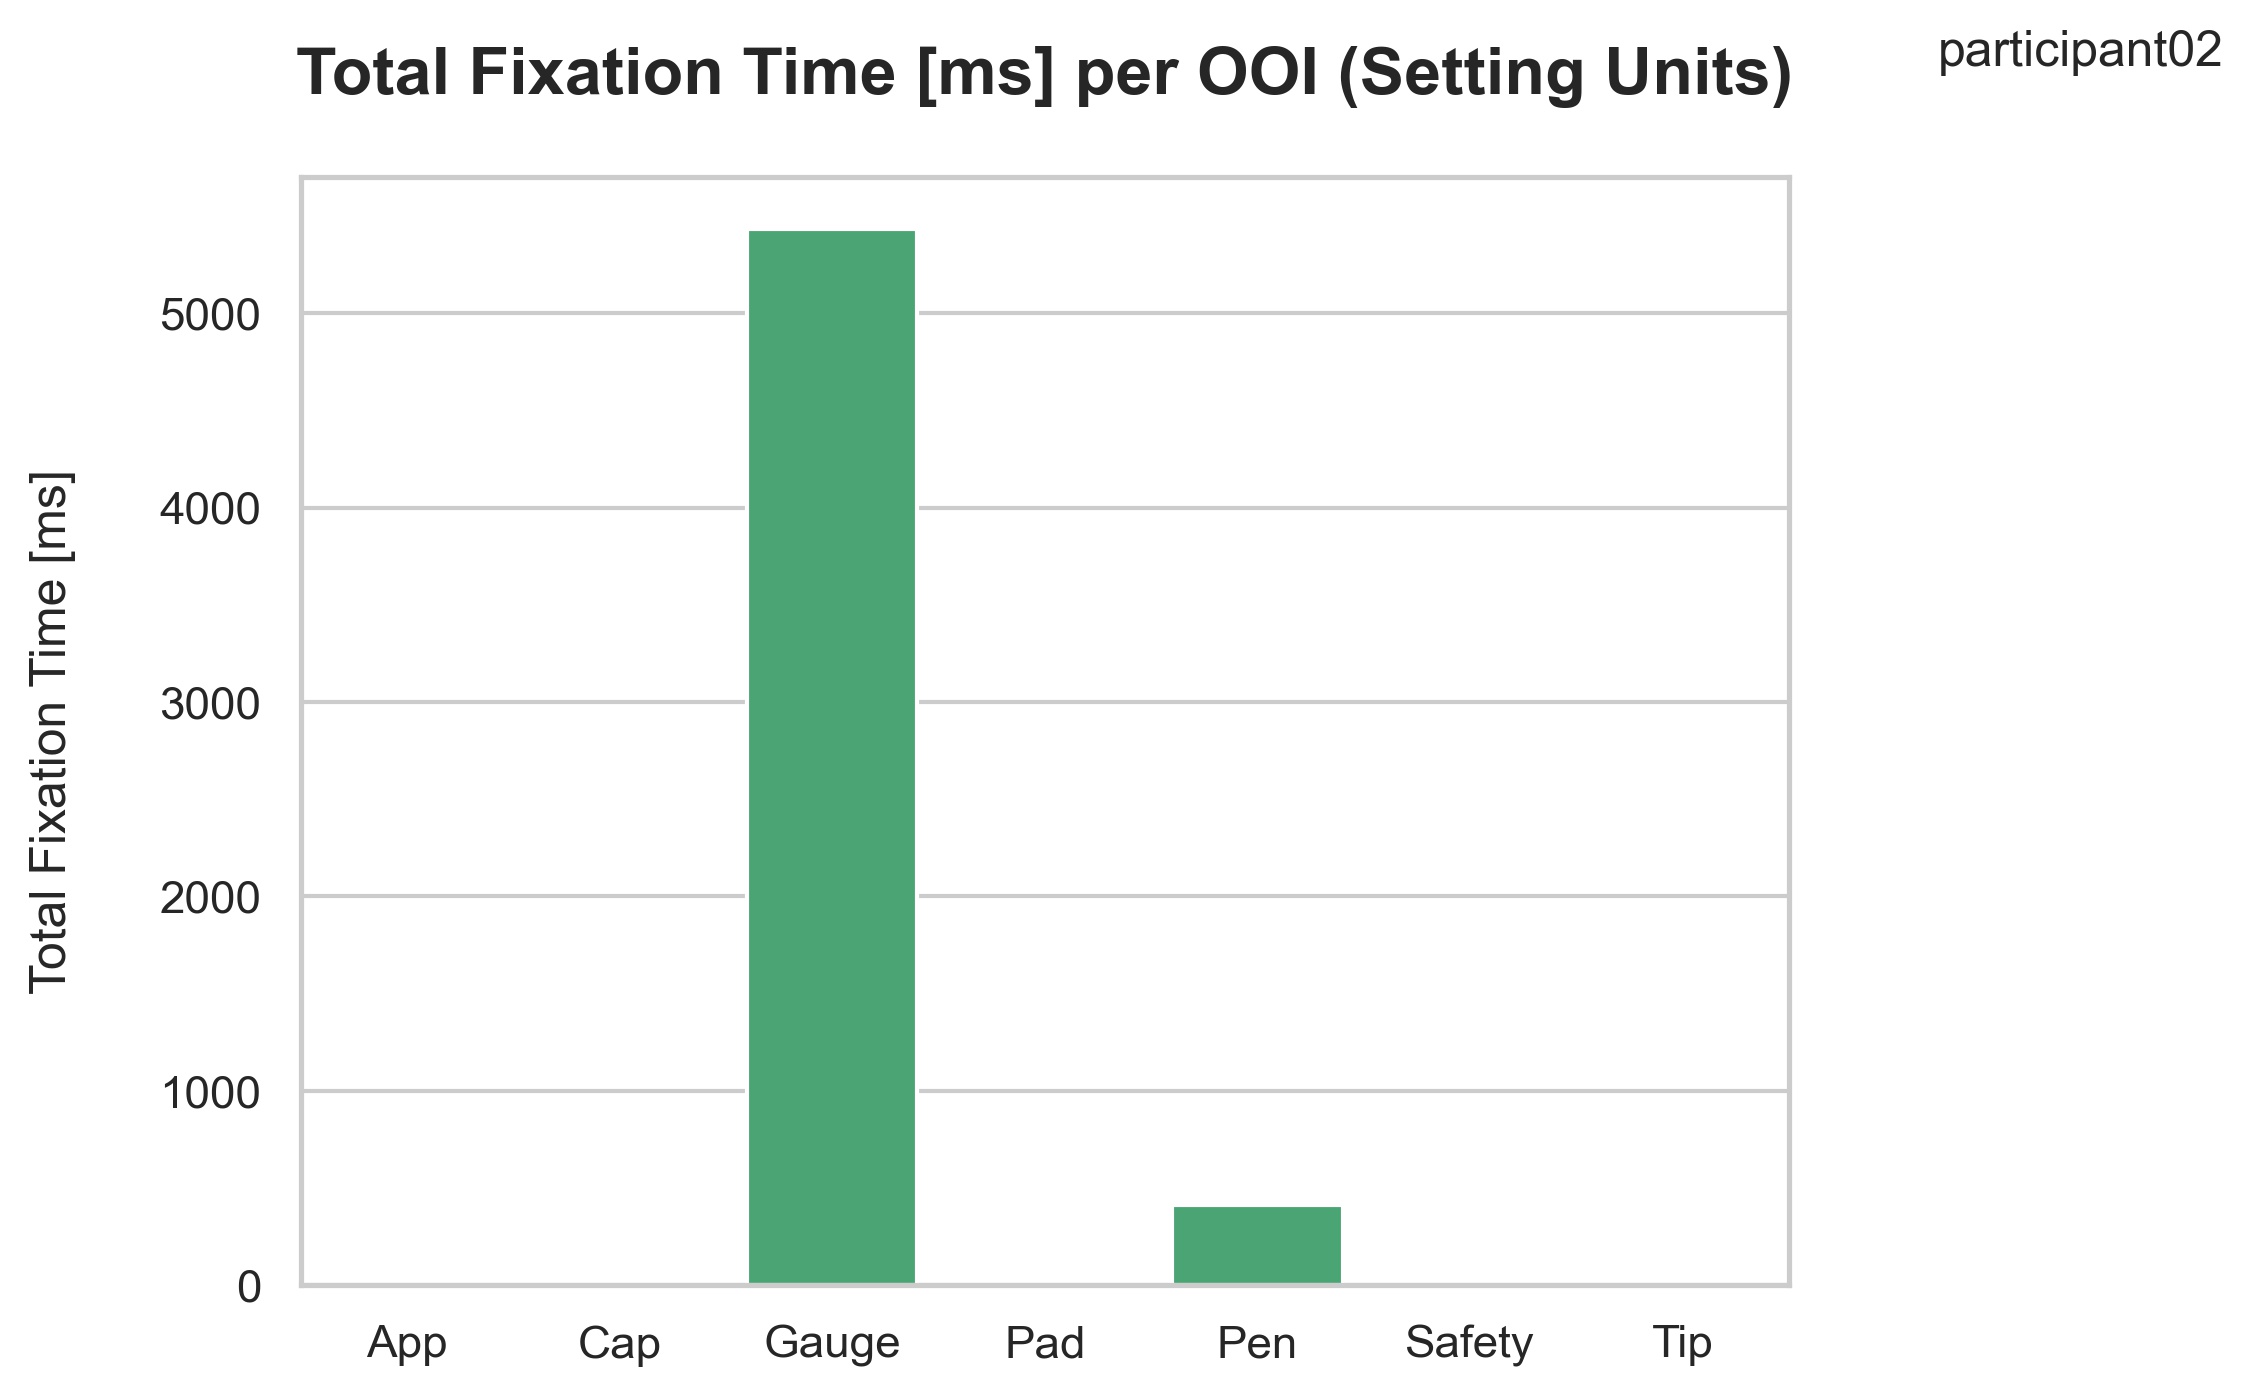 participant02
Total Fixation Time [ms] per OOI (Setting Units)
Total Fixation Time [ms]
5000
4000
3000
2000
1000
0
App Cap Gauge Pad Pen Safety Tip